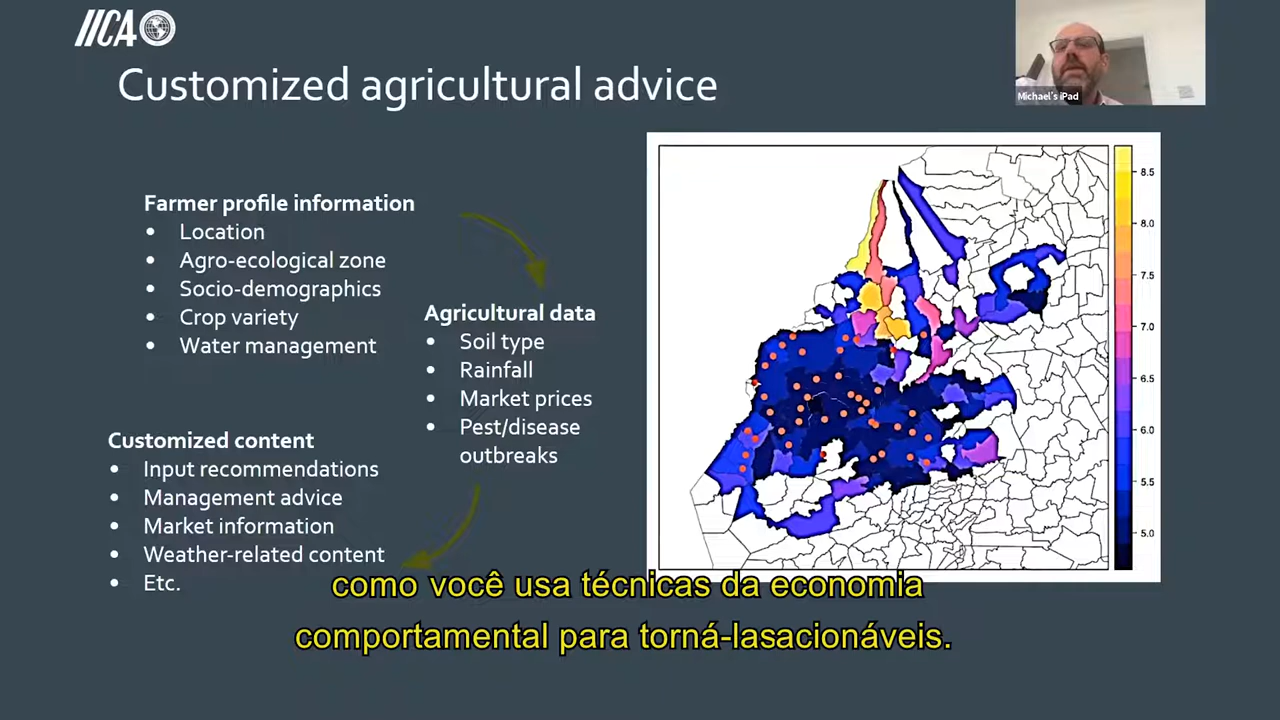 IICA
Customized agricultural advice
Michael's iPad
Farmer profile information
• Location
• Agro-ecological zone
• Socio-demographics
• Crop variety
• Water management
Agricultural data
• Soil type
• Rainfall
• Market prices
• Pest/disease
outbreaks
Customized content
• Input recommendations
• Management advice
• Market information
• Weather-related content
• Etc.
8.5
8.0
7.5
7.0
6.5
6.0
5.5
5.0
como você usa técnicas da economia
comportamental para torná-lasacionáveis.